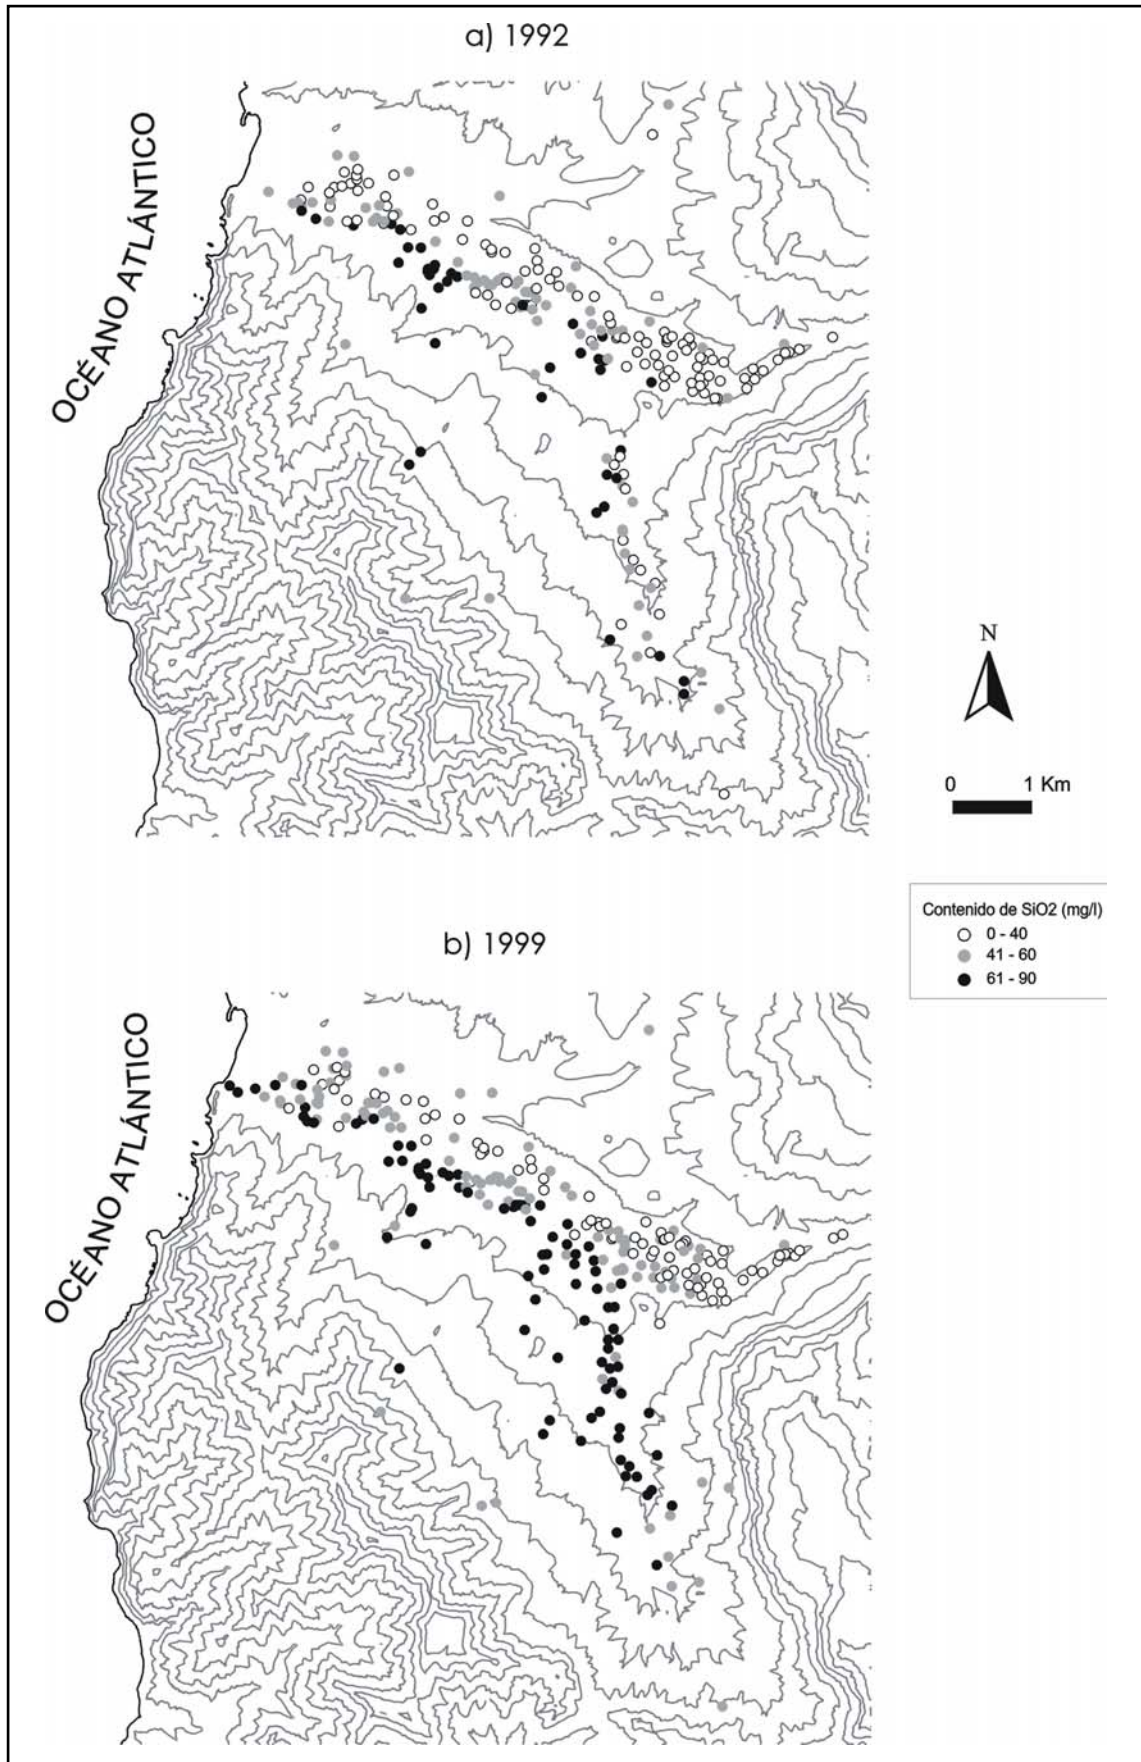 a) 1992
OCÉANO ATLÁNTICO
N
0 1 Km
Contenido de SiO2 (mg/l)
0 - 40
41 - 60
61 - 90
b) 1999
OCÉANO ATLÁNTICO